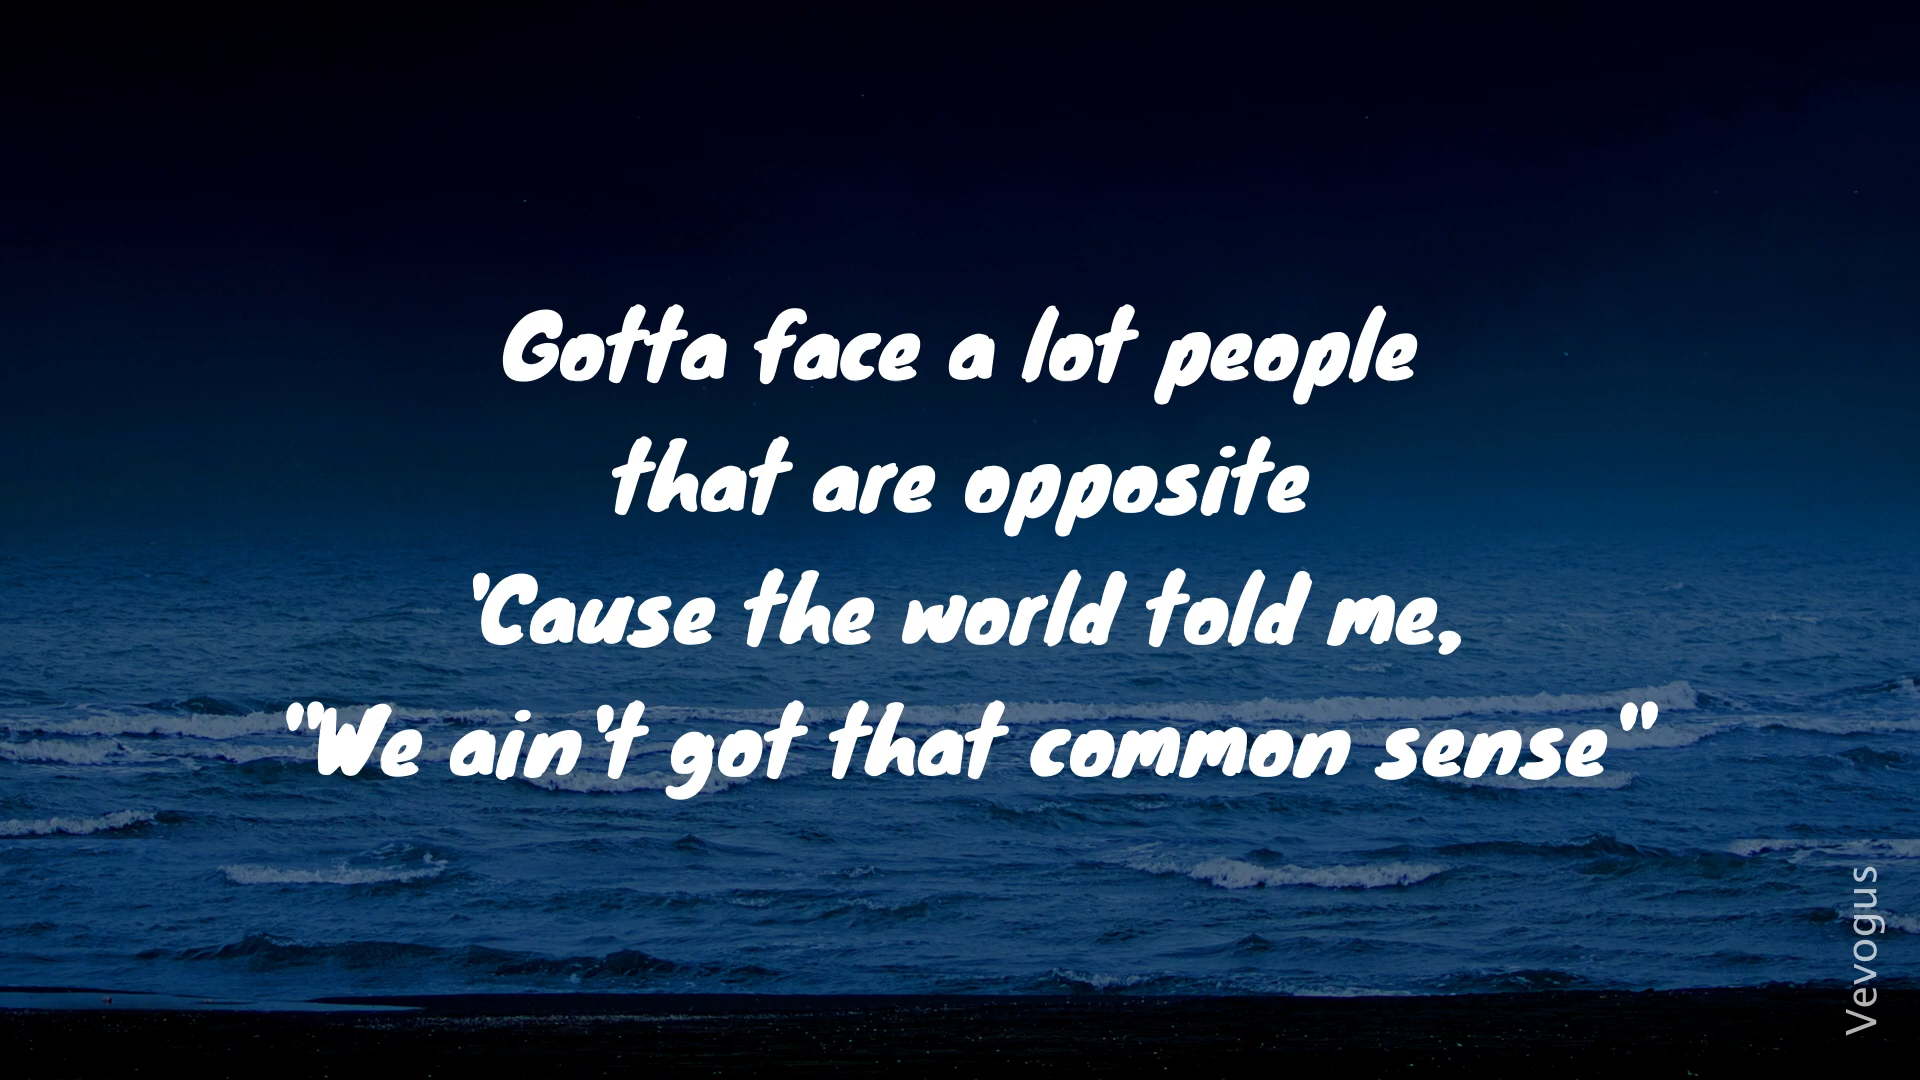 Gotta face a lot people
that are opposite
'Cause the world told me,
"We ain't got that common sense"
Vevogus